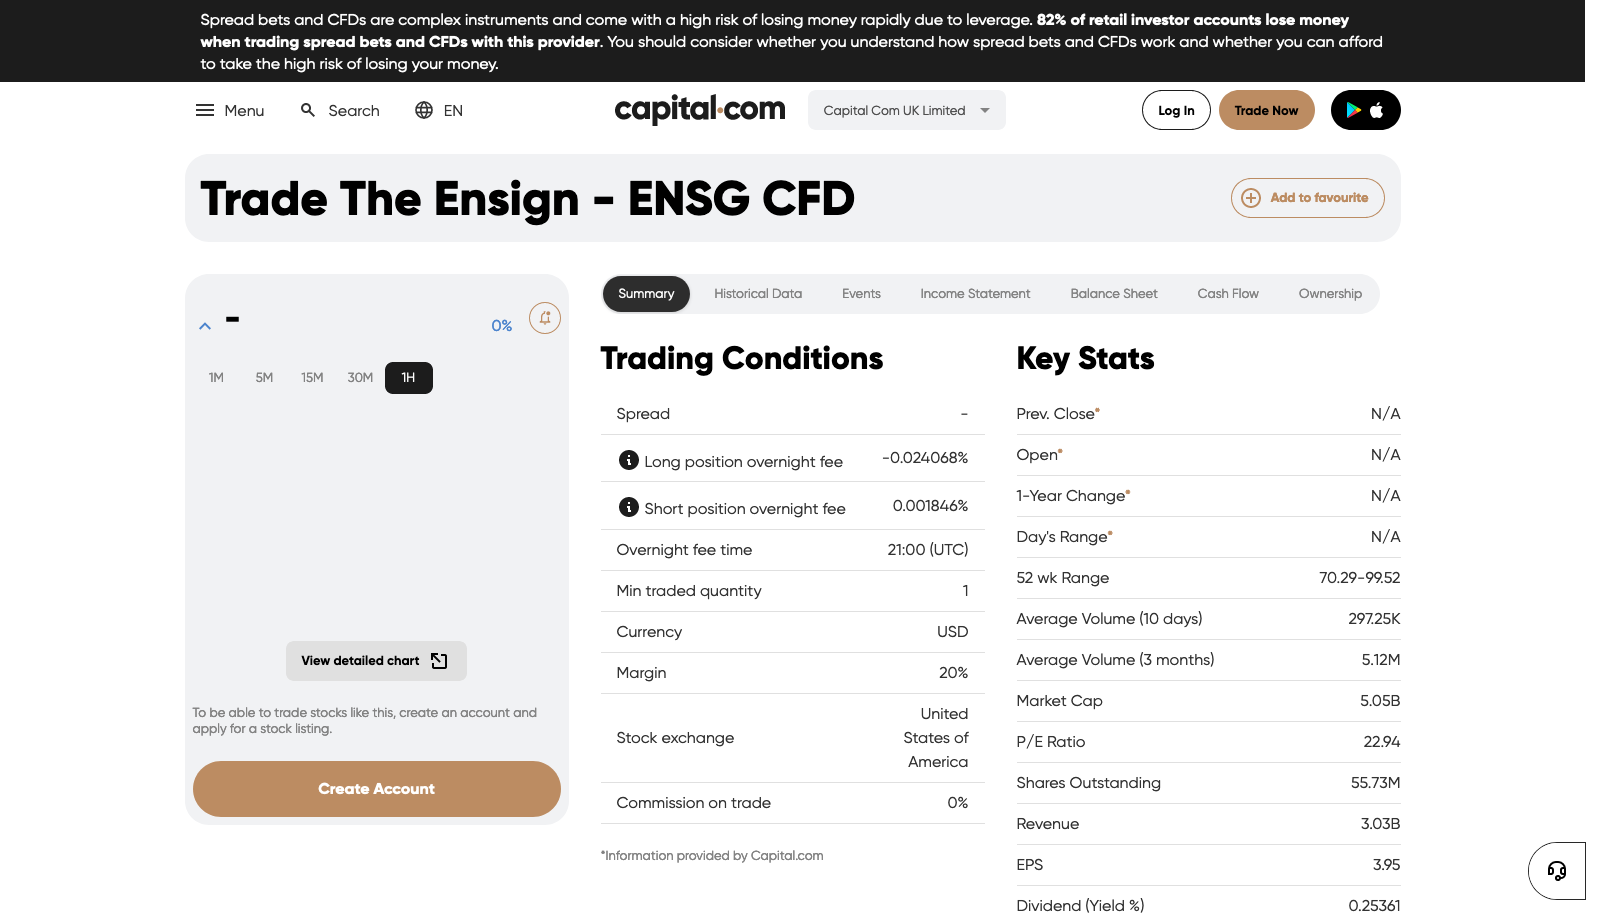 Spread bets and CFDs are complex instruments and come with a high risk of losing money rapidly due to leverage. 82% of retail investor accounts lose money
when trading spread bets and CFDs with this provider. You should consider whether you understand how spread bets and CFDs work and whether you can afford
to take the high risk of losing your money.
Menu Search EN capital.com Capital Com UK Limited Log In Trade Now
Trade The Ensign - ENSG CFD Add to favourite
- 0%
1M 5M 15M 30M 1H
View detailed chart
To be able to trade stocks like this, create an account and
apply for a stock listing.
Create Account
Summary Historical Data Events Income Statement Balance Sheet Cash Flow Ownership
Trading Conditions
Spread -
Long position overnight fee -0.024068%
Short position overnight fee 0.001846%
Overnight fee time 21:00 (UTC)
Min traded quantity 1
Currency USD
Margin 20%
Stock exchange United
States of
America
Commission on trade 0%
*Information provided by Capital.com
Key Stats
Prev. Close* N/A
Open* N/A
1-Year Change* N/A
Day's Range* N/A
52 wk Range 70.29-99.52
Average Volume (10 days) 297.25K
Average Volume (3 months) 5.12M
Market Cap 5.05B
P/E Ratio 22.94
Shares Outstanding 55.73M
Revenue 3.03B
EPS 3.95
Dividend (Yield %) 0.25361